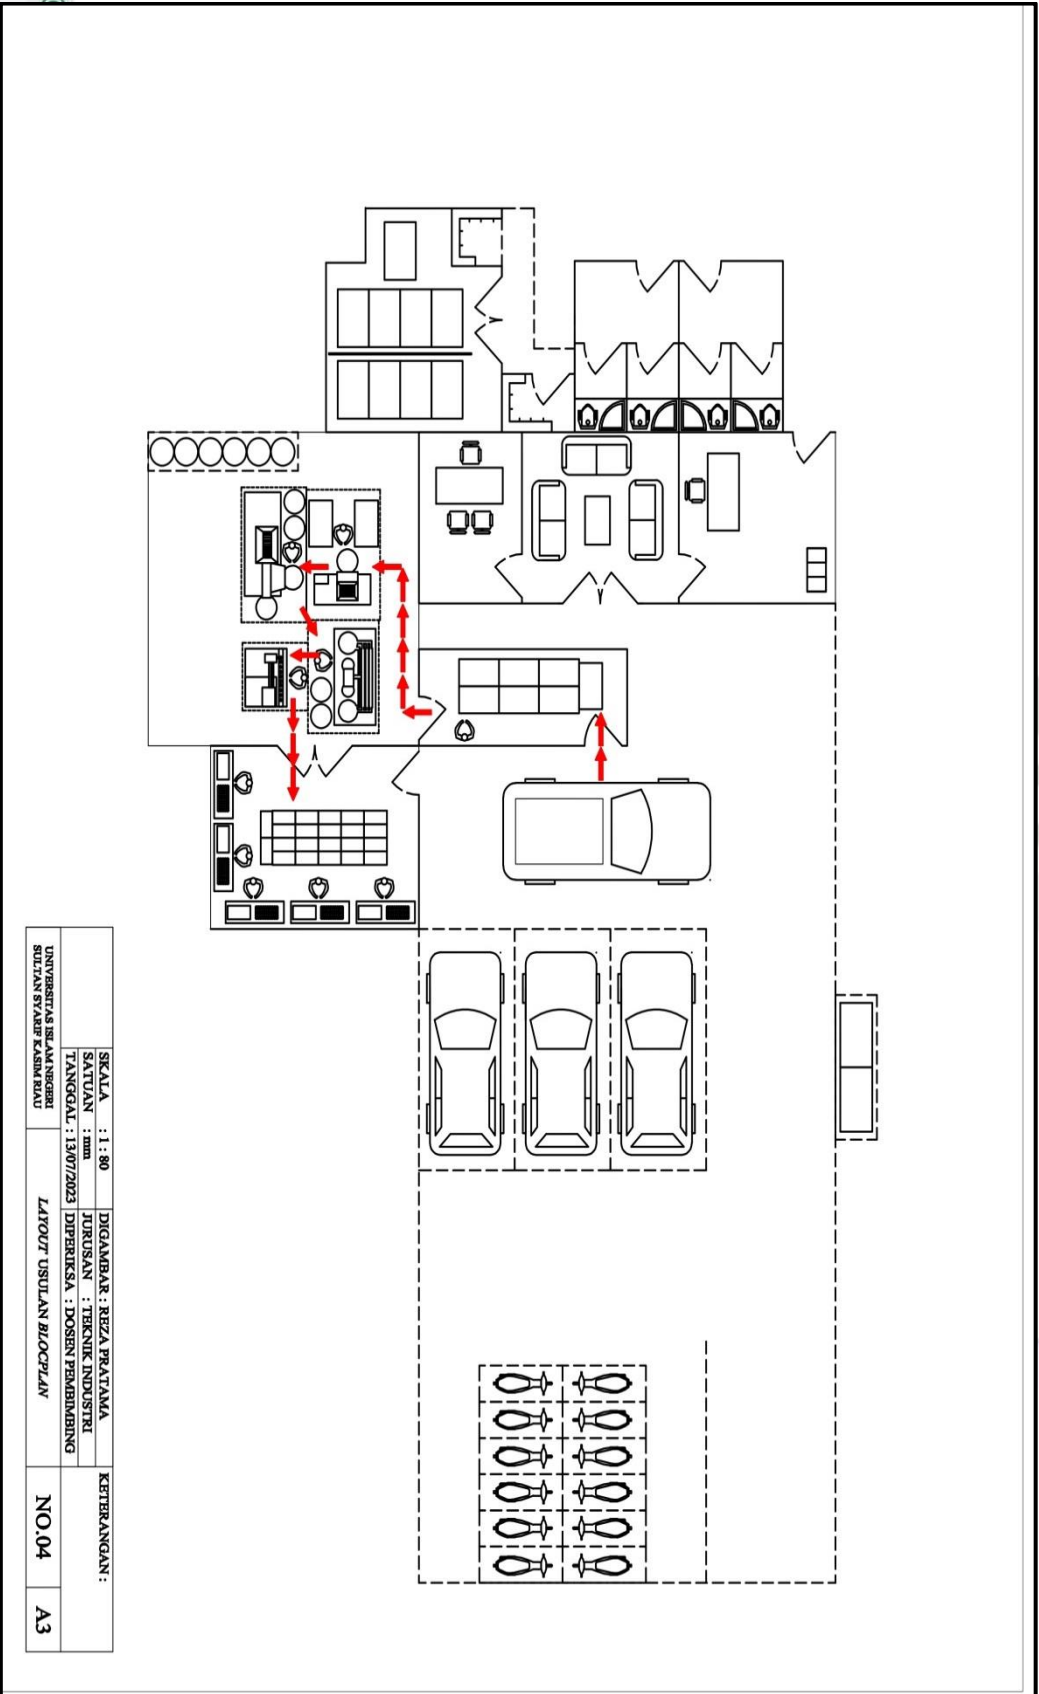 SKALA : 1 : 80
SATUAN : mm
TANGGAL : 13/07/2023
DIGAMBAR : REZA PRATAMA
JURUSAN : TEKNIK INDUSTRI
DIPERIKSA : DOSEN PEMBIMBING
KETERANGAN :
UNIVERSITAS ISLAM NEGERI
SULTAN SYARIF KASIM RIAU
LAYOUT USULAN BLOCPLAN
NO.04
A3